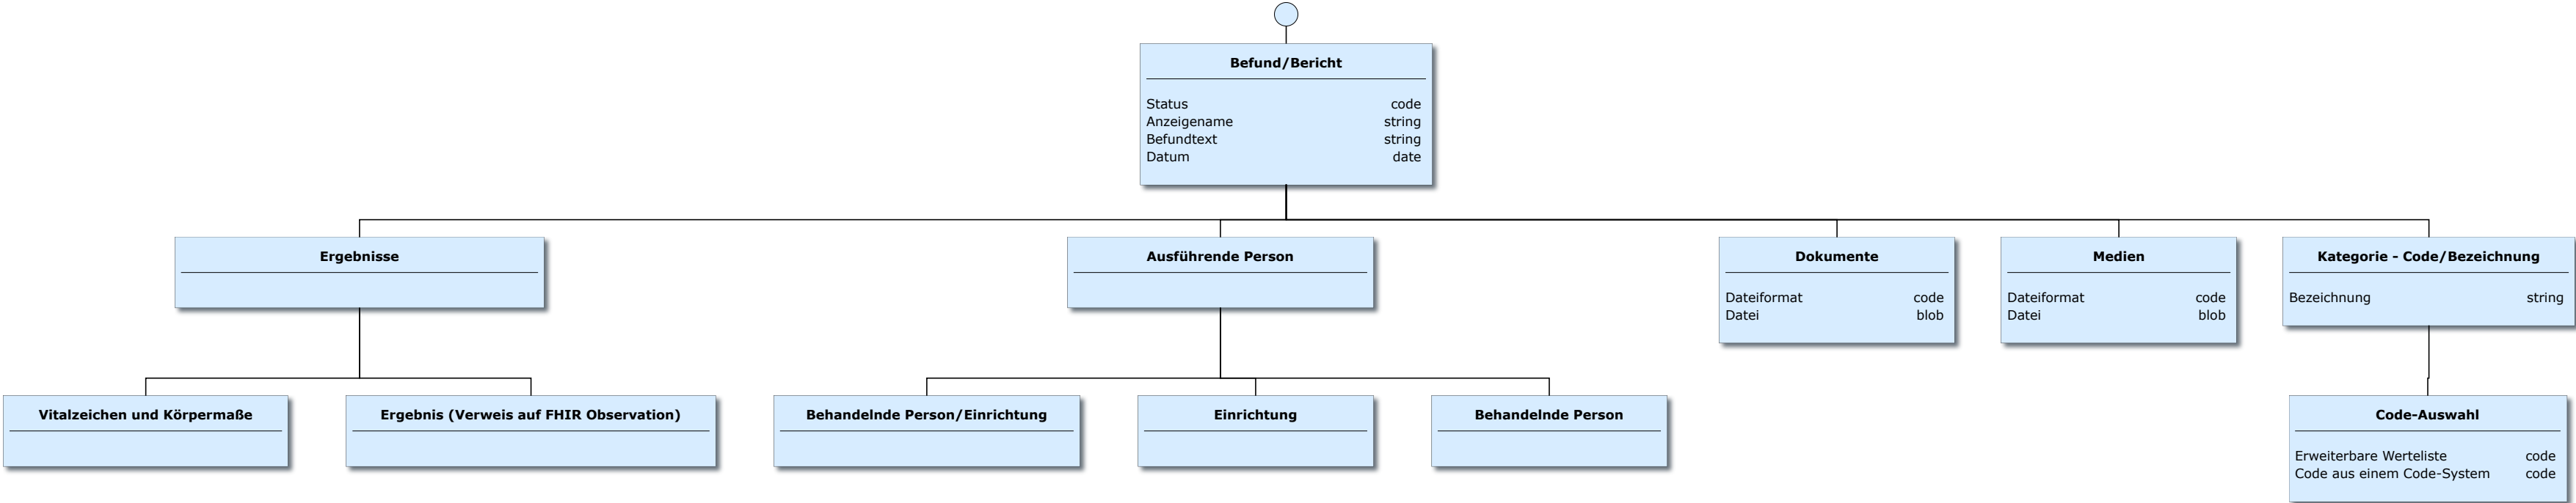 Befund/Bericht
Status code
Anzeigename string
Befundtext string
Datum date
Ergebnisse
Ausführende Person
Dokumente
Dateiformat code
Datei blob
Medien
Dateiformat code
Datei blob
Kategorie - Code/Bezeichnung
Bezeichnung string
Vitalzeichen und Körpermaße
Ergebnis (Verweis auf FHIR Observation)
Behandelnde Person/Einrichtung
Einrichtung
Behandelnde Person
Code-Auswahl
Erweiterbare Werteliste code
Code aus einem Code-System code